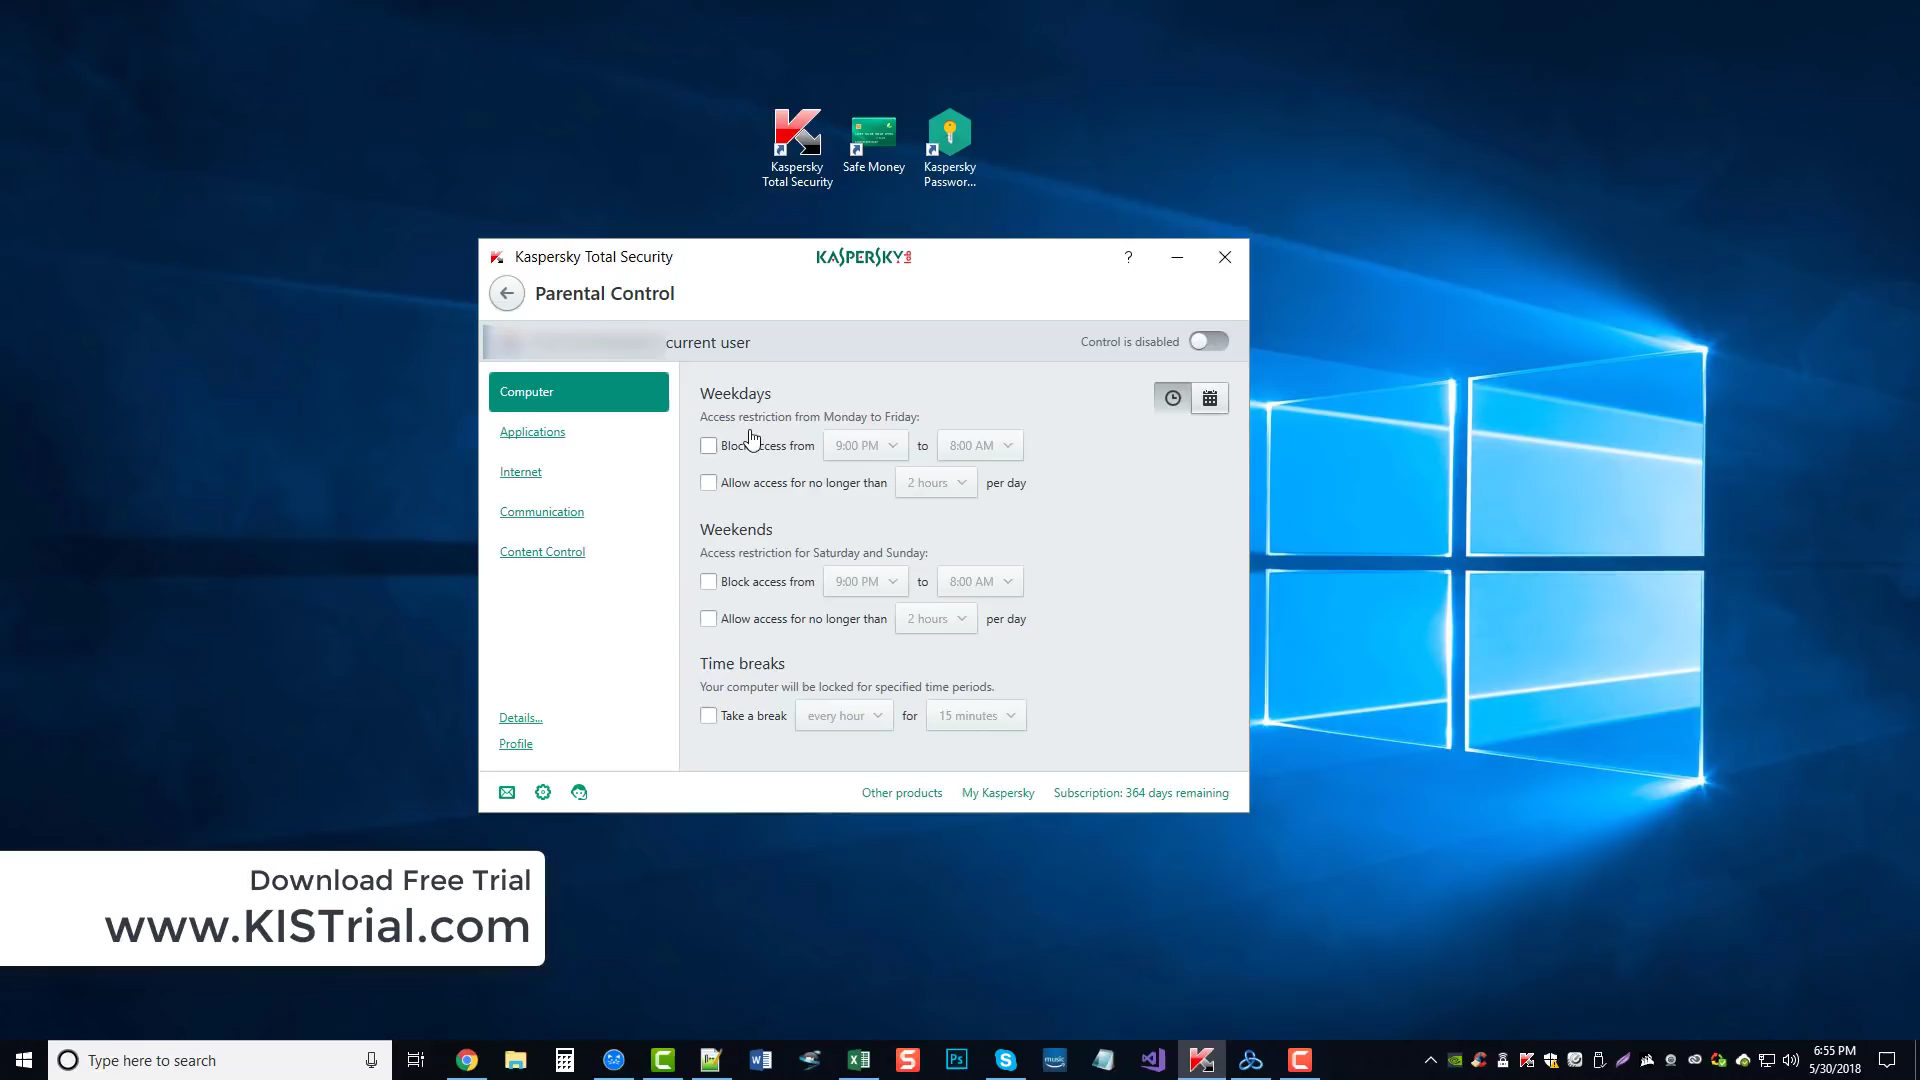 Kaspersky
Total Security
Safe Money
Kaspersky
Passwor...
Kaspersky Total Security
KASPERSKY lab
?
Parental Control
current user
Control is disabled
Computer
Applications
Internet
Communication
Content Control
Details...
Profile
Weekdays
Access restriction from Monday to Friday:
Block access from 9:00 PM to 8:00 AM
Allow access for no longer than 2 hours per day
Weekends
Access restriction for Saturday and Sunday:
Block access from 9:00 PM to 8:00 AM
Allow access for no longer than 2 hours per day
Time breaks
Your computer will be locked for specified time periods.
Take a break every hour for 15 minutes
Other products My Kaspersky Subscription: 364 days remaining
Download Free Trial
www.KISTrial.com
Type here to search
music
6:55 PM
5/30/2018